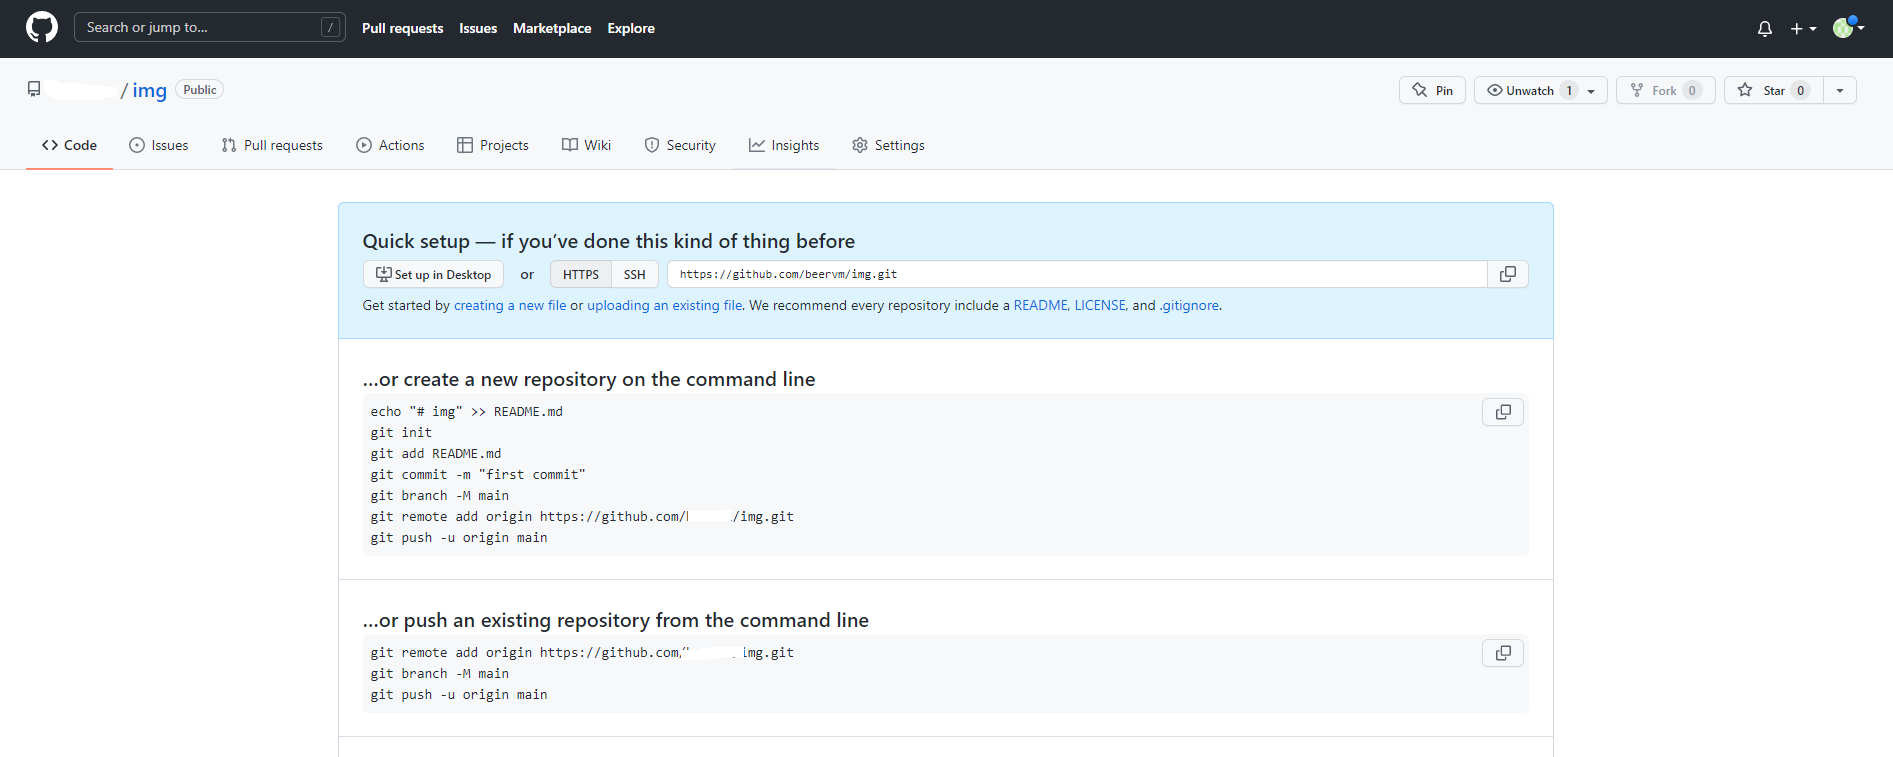 Search or jump to... /
Pull requests Issues Marketplace Explore
/ img Public
Pin Unwatch 1 Fork 0 Star 0
Code Issues Pull requests Actions Projects Wiki Security Insights Settings
Quick setup — if you’ve done this kind of thing before
Set up in Desktop or HTTPS SSH https://github.com/beervm/img.git
Get started by creating a new file or uploading an existing file. We recommend every repository include a README, LICENSE, and .gitignore.
…or create a new repository on the command line
echo "# img" >> README.md
git init
git add README.md
git commit -m "first commit"
git branch -M main
git remote add origin https://github.com/ /img.git
git push -u origin main
…or push an existing repository from the command line
git remote add origin https://github.com/ img.git
git branch -M main
git push -u origin main